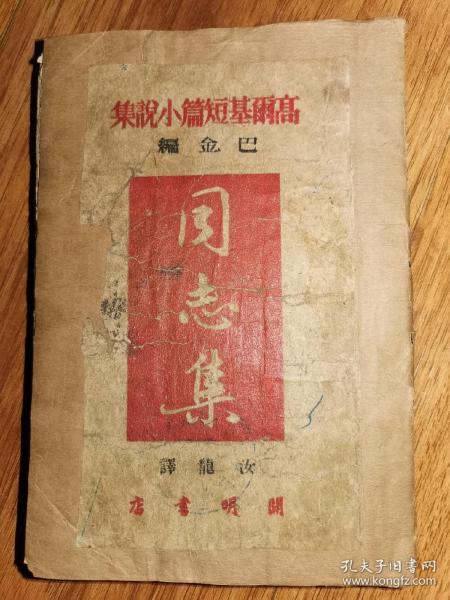 高爾基短篇小說集
巴金編
同志集
汝龍譯
開明書店
孔夫子旧书网
www.kongfz.com